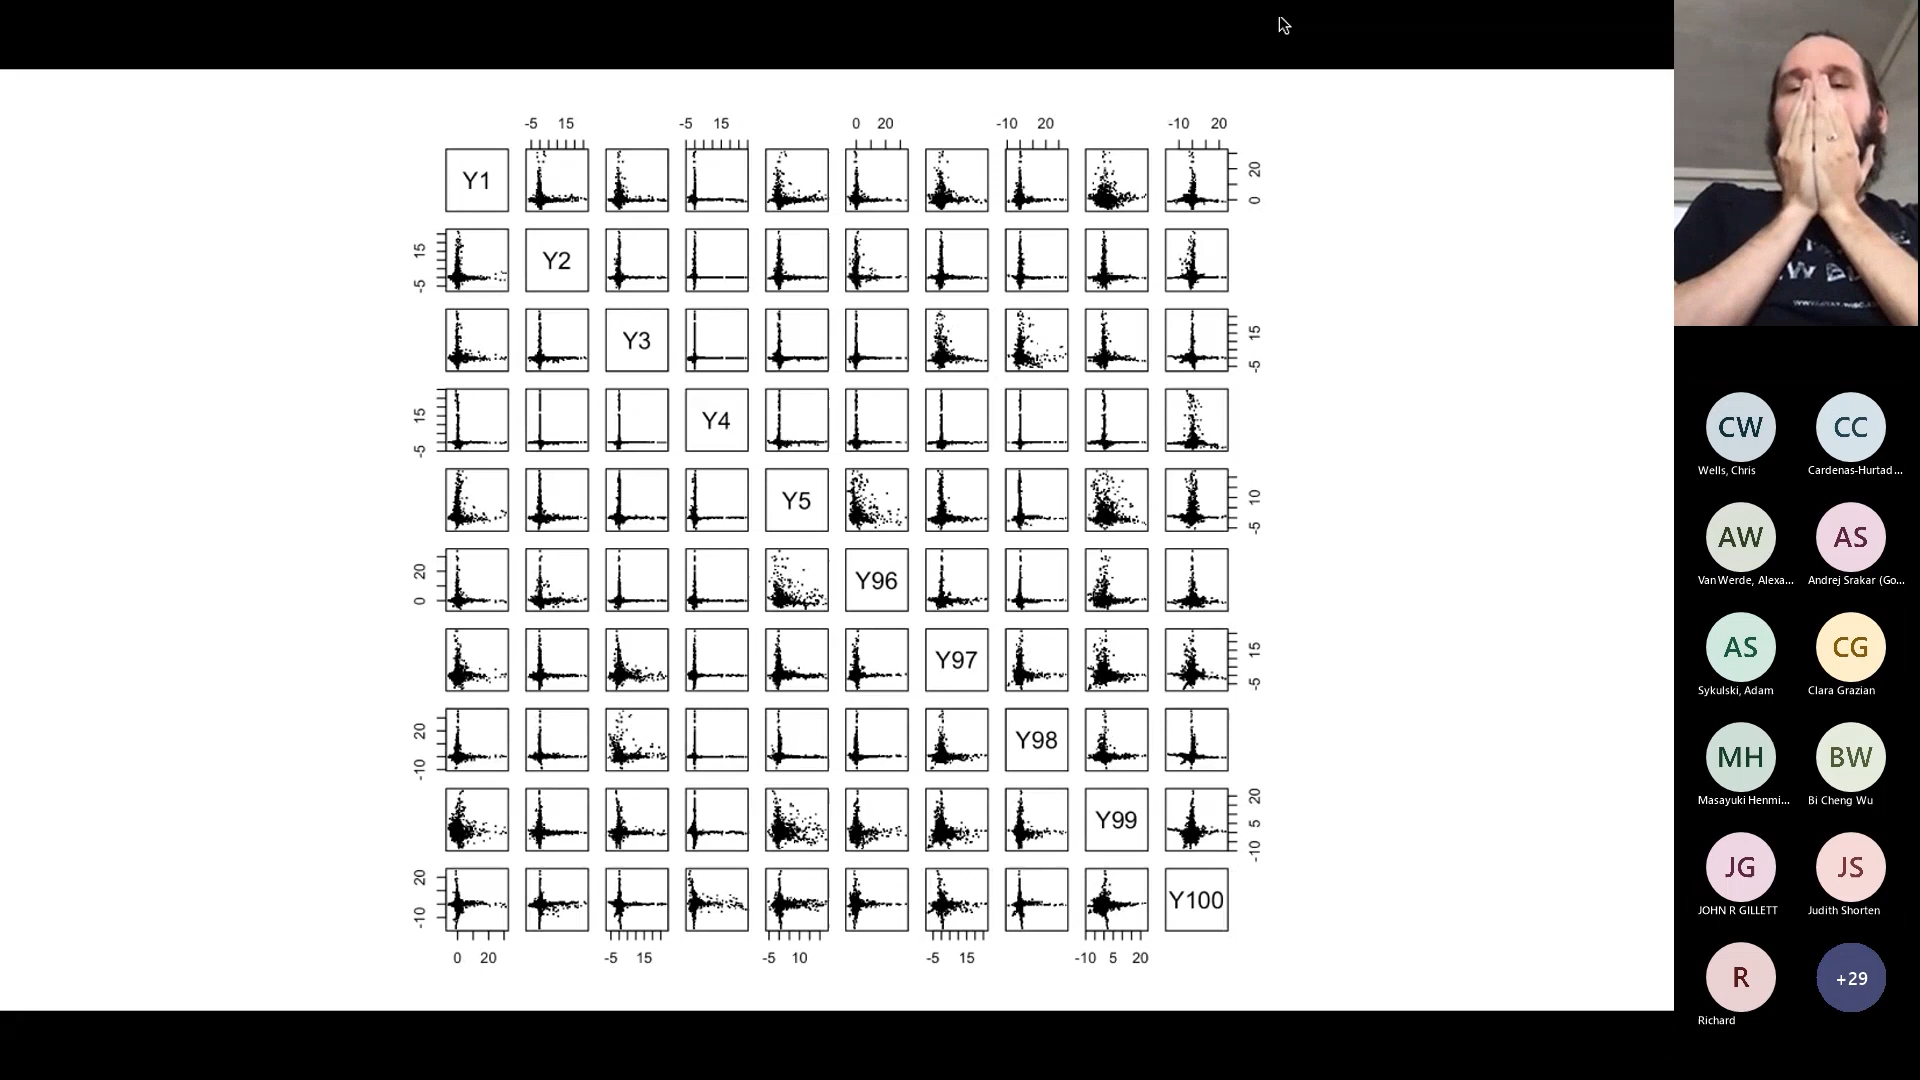 -5 15 -5 15 0 20 -10 20 -10 20
Y1
0 20
Y2
-5 15
Y3
-5 15
Y4
-5 15
Y5
-5 10
Y96
0 20
Y97
-5 15
Y98
-10 20
Y99
-10 5 20
Y100
-10 20
0 20 -5 15 -5 10 -5 15 -10 5 20
CW CC
Wells, Chris Cardenas-Hurtad...
AW AS
Van Werde, Alexa... Andrej Srakar (Go...
AS CG
Sykulski, Adam Clara Grazian
MH BW
Masayuki Henmi... Bi Cheng Wu
JG JS
JOHN R GILLETT Judith Shorten
R +29
Richard